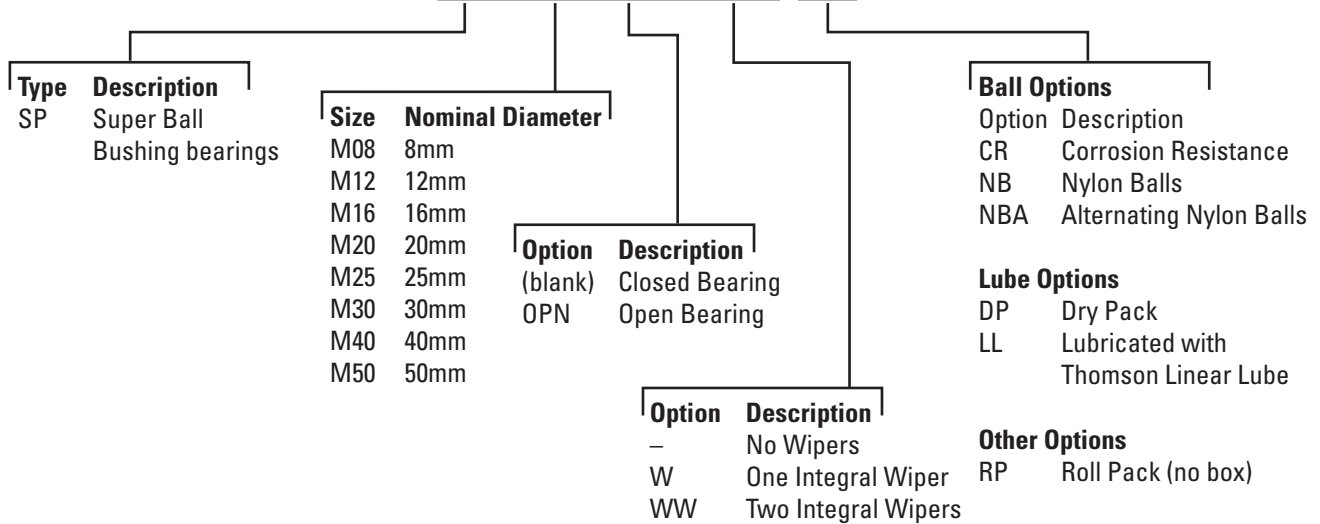 Type Description
SP Super Ball
Bushing bearings
Size Nominal Diameter
M08 8mm
M12 12mm
M16 16mm
M20 20mm
M25 25mm
M30 30mm
M40 40mm
M50 50mm
Option Description
(blank) Closed Bearing
OPN Open Bearing
Option Description
– No Wipers
W One Integral Wiper
WW Two Integral Wipers
Ball Options
Option Description
CR Corrosion Resistance
NB Nylon Balls
NBA Alternating Nylon Balls
Lube Options
DP Dry Pack
LL Lubricated with
Thomson Linear Lube
Other Options
RP Roll Pack (no box)